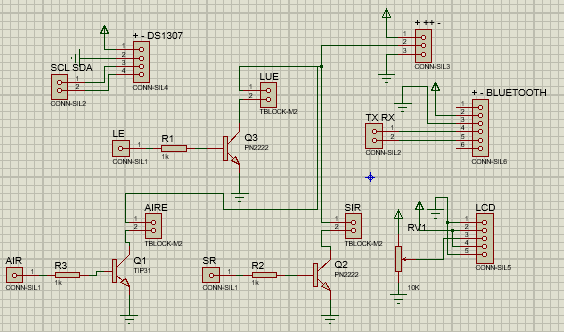 + - DS1307
1
2
3
4
CONN-SIL4
SCL SDA
1
2
CONN-SIL2
+ ++ -
1
2
3
CONN-SIL3
LUE
1
2
TBLOCK-M2
+ - BLUETOOTH
1
2
3
4
5
6
CONN-SIL6
TX RX
1
2
CONN-SIL2
LE
1
CONN-SIL1
R1
1k
Q3
PN2222
AIRE
1
2
TBLOCK-M2
SIR
1
2
TBLOCK-M2
LCD
1
2
3
4
5
CONN-SIL5
RV1
10K
AIR
1
CONN-SIL1
R3
1k
Q1
TIP31
SR
1
CONN-SIL1
R2
1k
Q2
PN2222